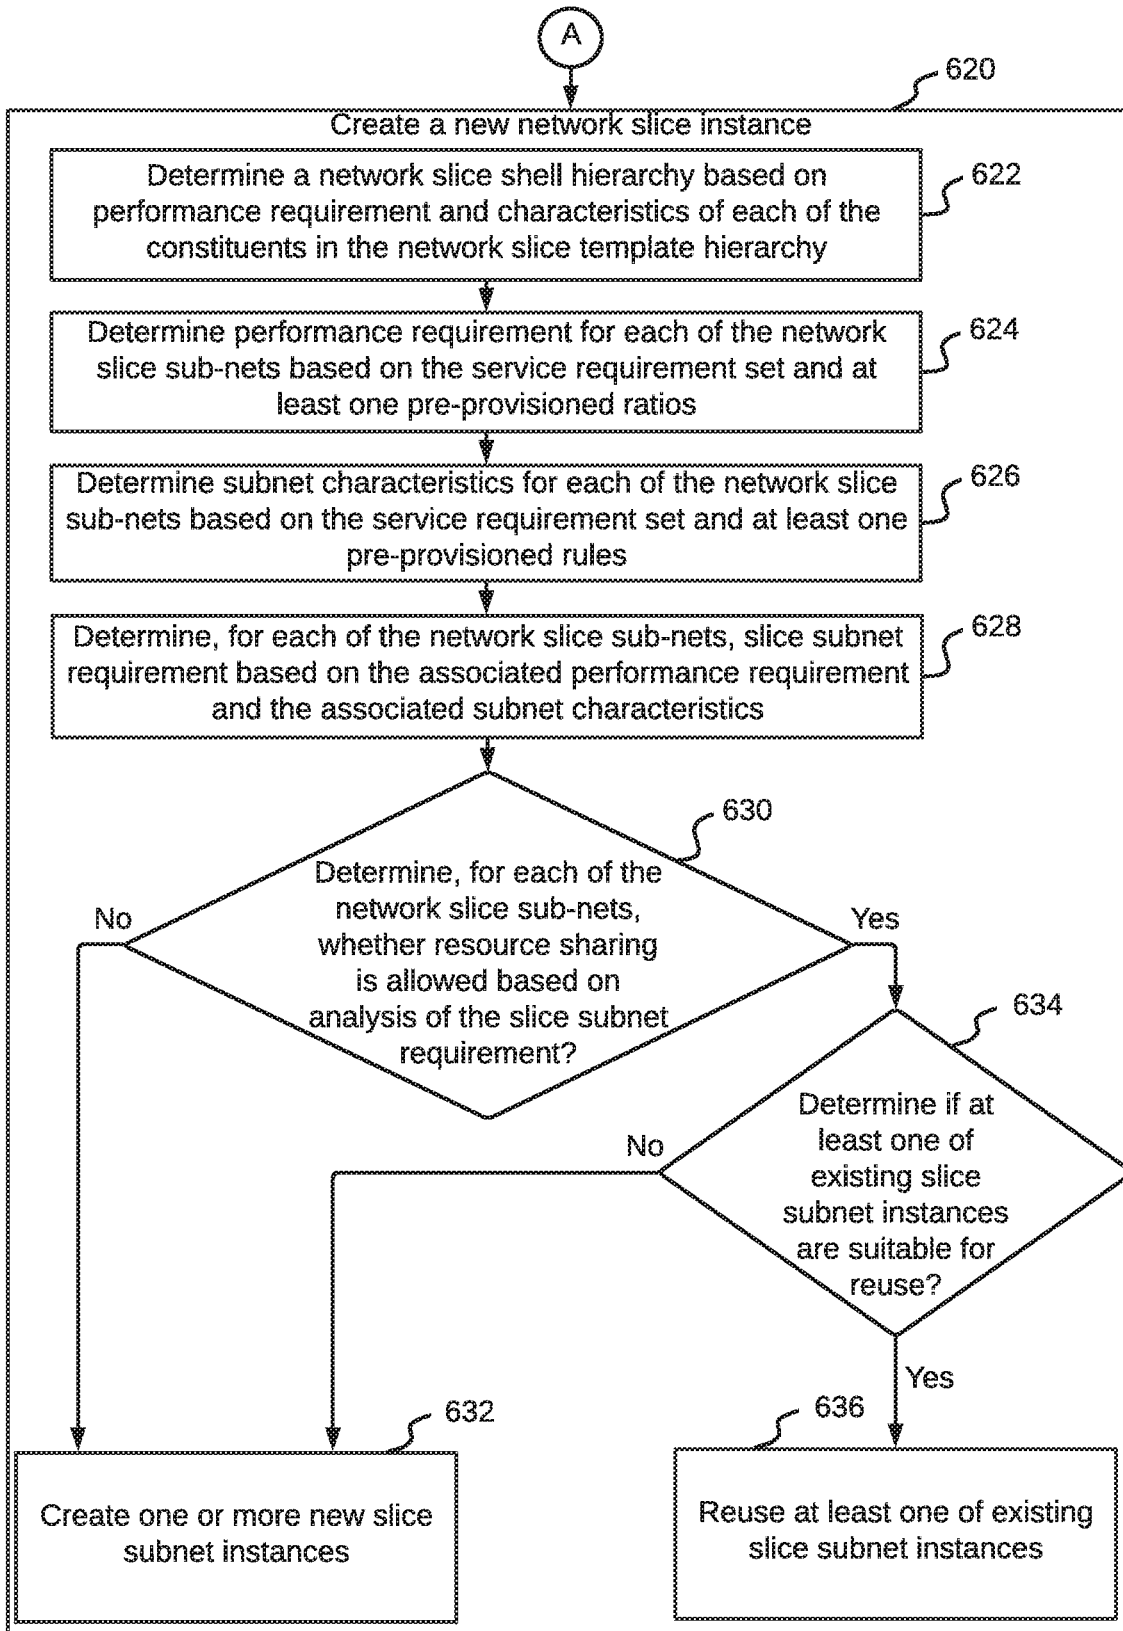 A
620
Create a new network slice instance
Determine a network slice shell hierarchy based on
performance requirement and characteristics of each of the
constituents in the network slice template hierarchy
622
Determine performance requirement for each of the network
slice sub-nets based on the service requirement set and at
least one pre-provisioned ratios
624
Determine subnet characteristics for each of the network slice
sub-nets based on the service requirement set and at least one
pre-provisioned rules
626
Determine, for each of the network slice sub-nets, slice subnet
requirement based on the associated performance requirement
and the associated subnet characteristics
628
630
Determine, for each of the
network slice sub-nets,
whether resource sharing
is allowed based on
analysis of the slice subnet
requirement?
No
Yes
634
Determine if at
least one of
existing slice
subnet instances
are suitable for
reuse?
No
Yes
632
Create one or more new slice
subnet instances
636
Reuse at least one of existing
slice subnet instances